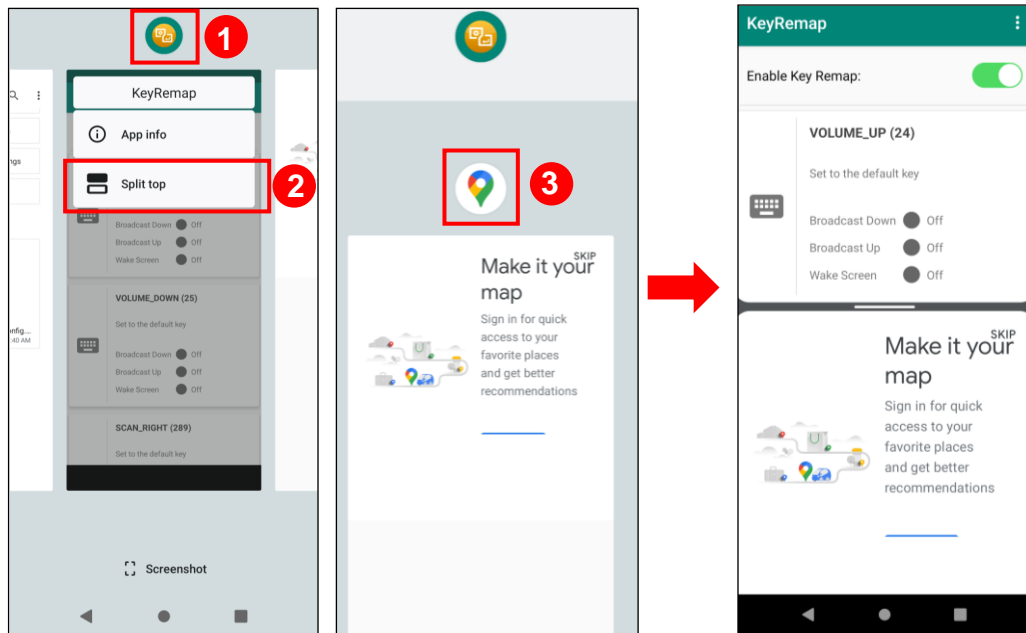 1
KeyRemap
App info
ngs
Split top
2
Broadcast Down Off
Broadcast Up Off
Wake Screen Off
VOLUME_DOWN (25)
Set to the default key
onfig...
:40 AM
Broadcast Down Off
Broadcast Up Off
Wake Screen Off
SCAN_RIGHT (289)
Set to the default key
Screenshot
3
SKIP
Make it your
map
Sign in for quick
access to your
favorite places
and get better
recommendations
KeyRemap
Enable Key Remap:
VOLUME_UP (24)
Set to the default key
Broadcast Down Off
Broadcast Up Off
Wake Screen Off
SKIP
Make it your
map
Sign in for quick
access to your
favorite places
and get better
recommendations